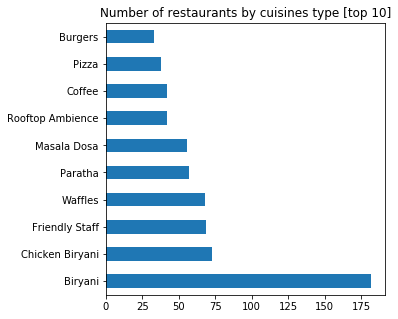 Number of restaurants by cuisines type [top 10]
Burgers
Pizza
Coffee
Rooftop Ambience
Masala Dosa
Paratha
Waffles
Friendly Staff
Chicken Biryani
Biryani
0 25 50 75 100 125 150 175